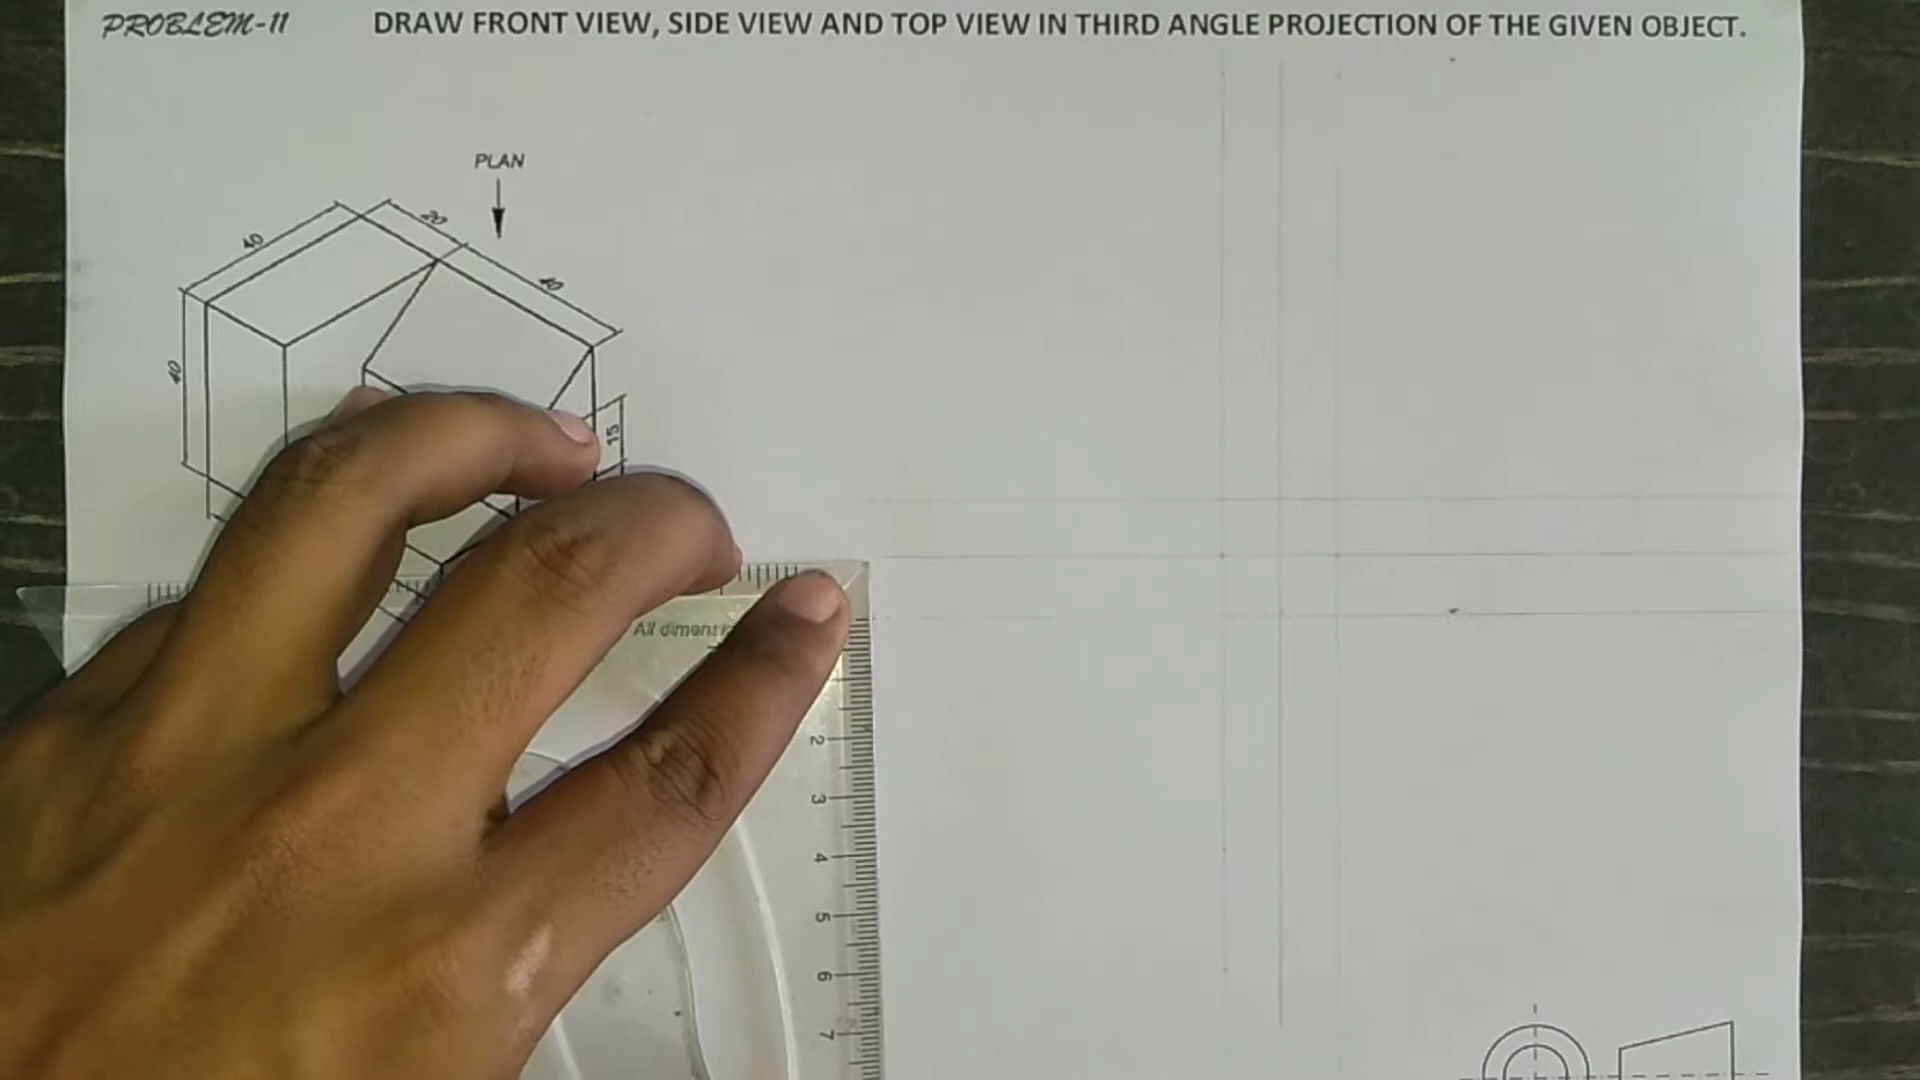 PROBLEM-11
DRAW FRONT VIEW, SIDE VIEW AND TOP VIEW IN THIRD ANGLE PROJECTION OF THE GIVEN OBJECT.
PLAN
40
20
40
40
15
All
2
3
4
5
6
7